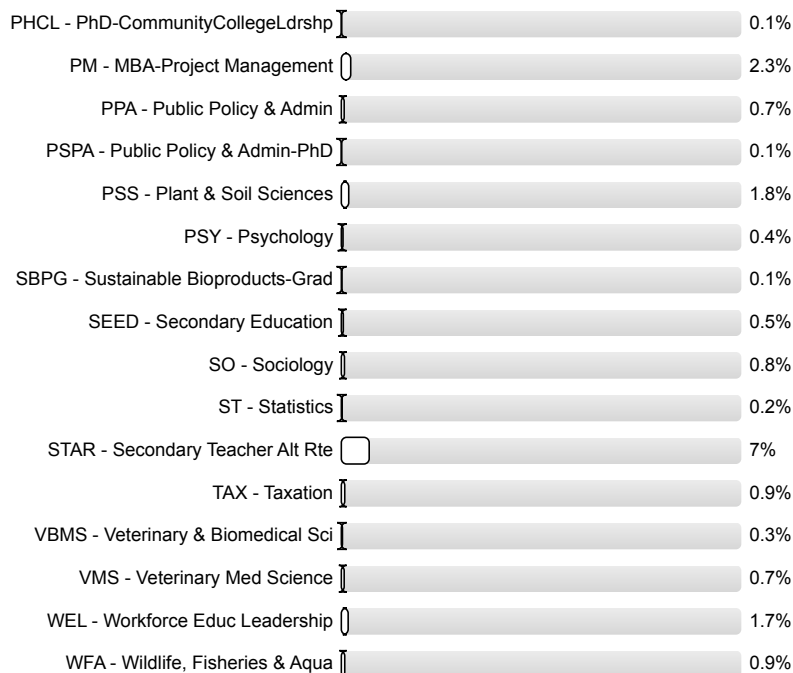 PHCL - PhD-CommunityCollegeLdrshp 0.1%
PM - MBA-Project Management 2.3%
PPA - Public Policy & Admin 0.7%
PSPA - Public Policy & Admin-PhD 0.1%
PSS - Plant & Soil Sciences 1.8%
PSY - Psychology 0.4%
SBPG - Sustainable Bioproducts-Grad 0.1%
SEED - Secondary Education 0.5%
SO - Sociology 0.8%
ST - Statistics 0.2%
STAR - Secondary Teacher Alt Rte 7%
TAX - Taxation 0.9%
VBMS - Veterinary & Biomedical Sci 0.3%
VMS - Veterinary Med Science 0.7%
WEL - Workforce Educ Leadership 1.7%
WFA - Wildlife, Fisheries & Aqua 0.9%